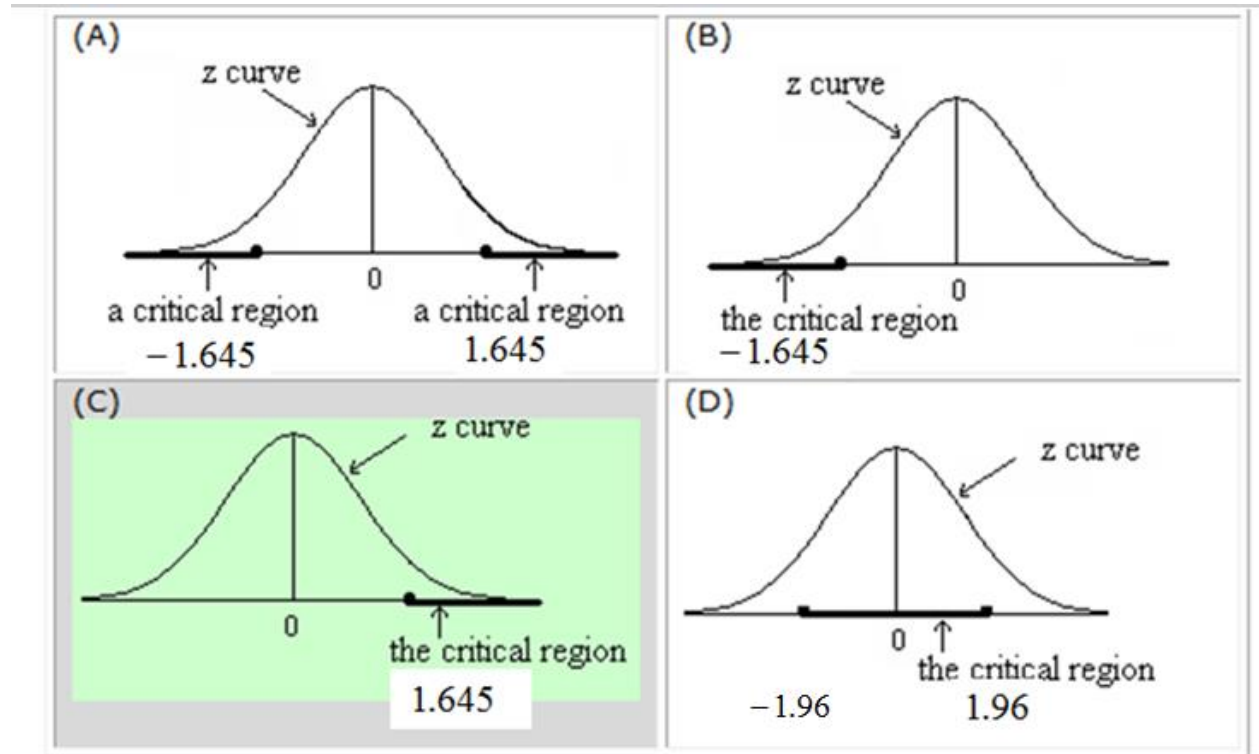 (A)
z curve
0
a critical region
a critical region
−1.645
1.645
(B)
z curve
0
the critical region
−1.645
(C)
z curve
0
the critical region
1.645
(D)
z curve
0
the critical region
−1.96
1.96